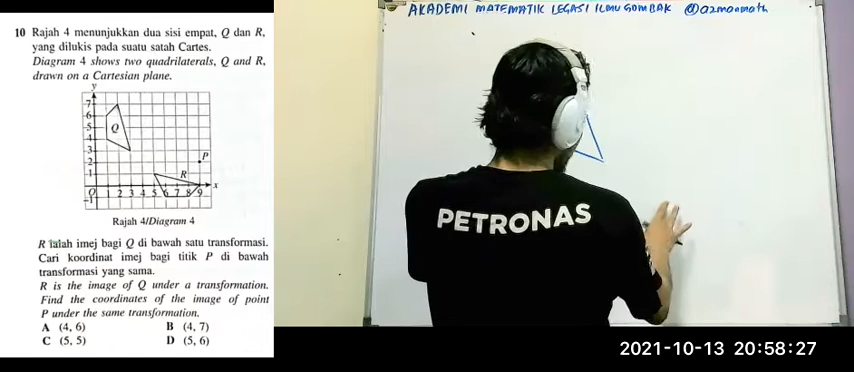 AKADEMI MATEMATIK LEGASI ILMU GOMBAK @azmanmath
10 Rajah 4 menunjukkan dua sisi empat, Q dan R,
yang dilukis pada suatu satah Cartes.
Diagram 4 shows two quadrilaterals, Q and R,
drawn on a Cartesian plane.
y
7
6
5
Q
4
3
2
P
1
R
O 1 2 3 4 5 6 7 8 9 x
-1
Rajah 4/Diagram 4
R ialah imej bagi Q di bawah satu transformasi.
Cari koordinat imej bagi titik P di bawah
transformasi yang sama.
R is the image of Q under a transformation.
Find the coordinates of the image of point
P under the same transformation.
A (4, 6) B (4, 7)
C (5, 5) D (5, 6)
PETRONAS
2021-10-13 20:58:27